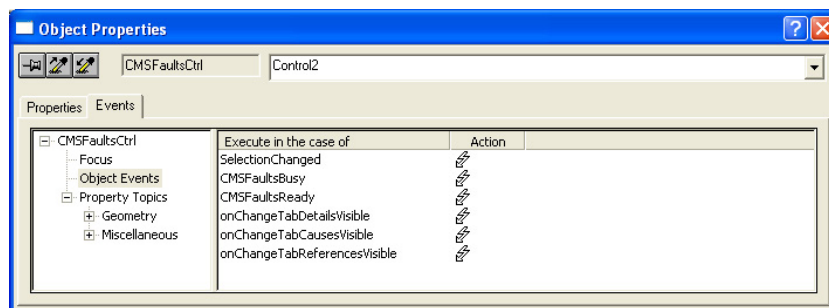 Object Properties
CMSFaultsCtrl Control2
Properties Events
CMSFaultsCtrl
Focus
Object Events
Property Topics
Geometry
Miscellaneous
Execute in the case of Action
SelectionChanged
CMSFaultsBusy
CMSFaultsReady
onChangeTabDetailsVisible
onChangeTabCausesVisible
onChangeTabReferencesVisible